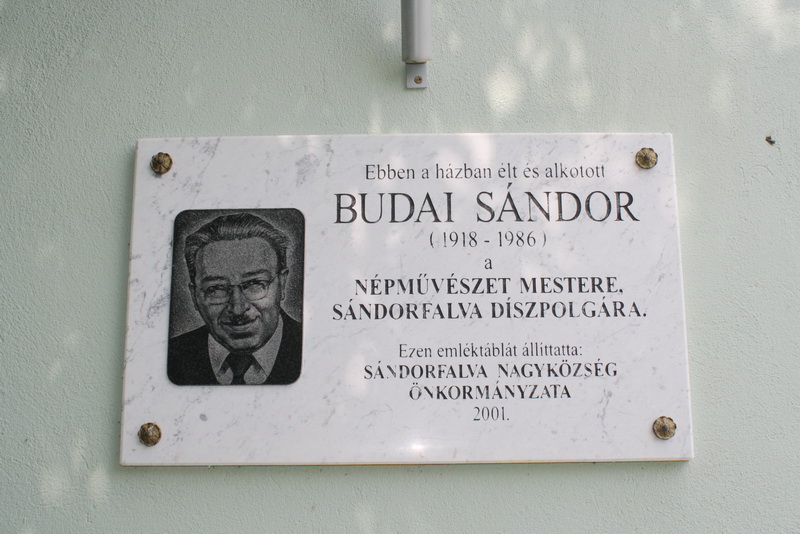 Ebben a házban élt és alkotott
BUDAI SÁNDOR
( 1918 - 1986 )
a
NÉPMŰVÉSZET MESTERE,
SÁNDORFALVA DÍSZPOLGÁRA.
Ezen emléktáblát állíttatta:
SÁNDORFALVA NAGYKÖZSÉG
ÖNKORMÁNYZATA
2001.